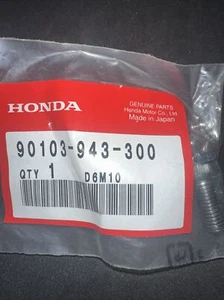 HONDA
GENUINE PARTS
Honda Motor Co., Ltd.
Made in Japan
90103-943-300
QTY 1 D6M10